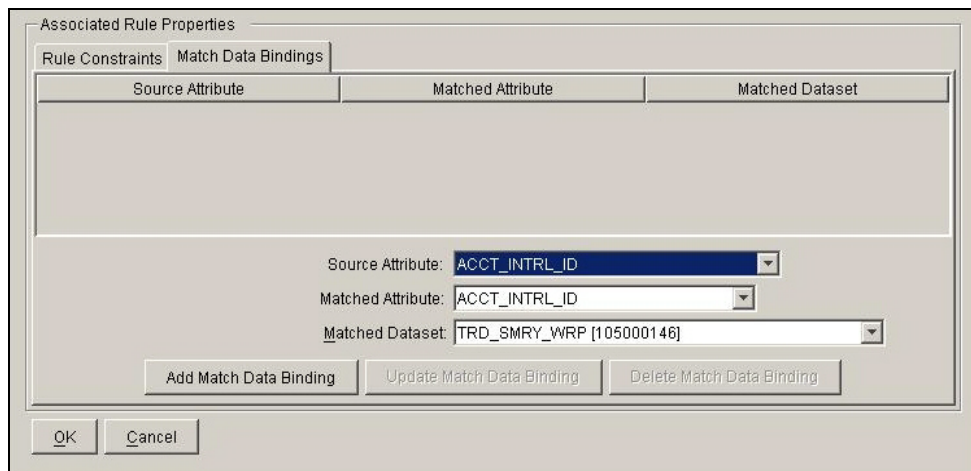 Associated Rule Properties
Rule Constraints Match Data Bindings
Source Attribute Matched Attribute Matched Dataset
Source Attribute: ACCT_INTRL_ID
Matched Attribute: ACCT_INTRL_ID
Matched Dataset: TRD_SMRY_WRP [105000146]
Add Match Data Binding Update Match Data Binding Delete Match Data Binding
OK Cancel